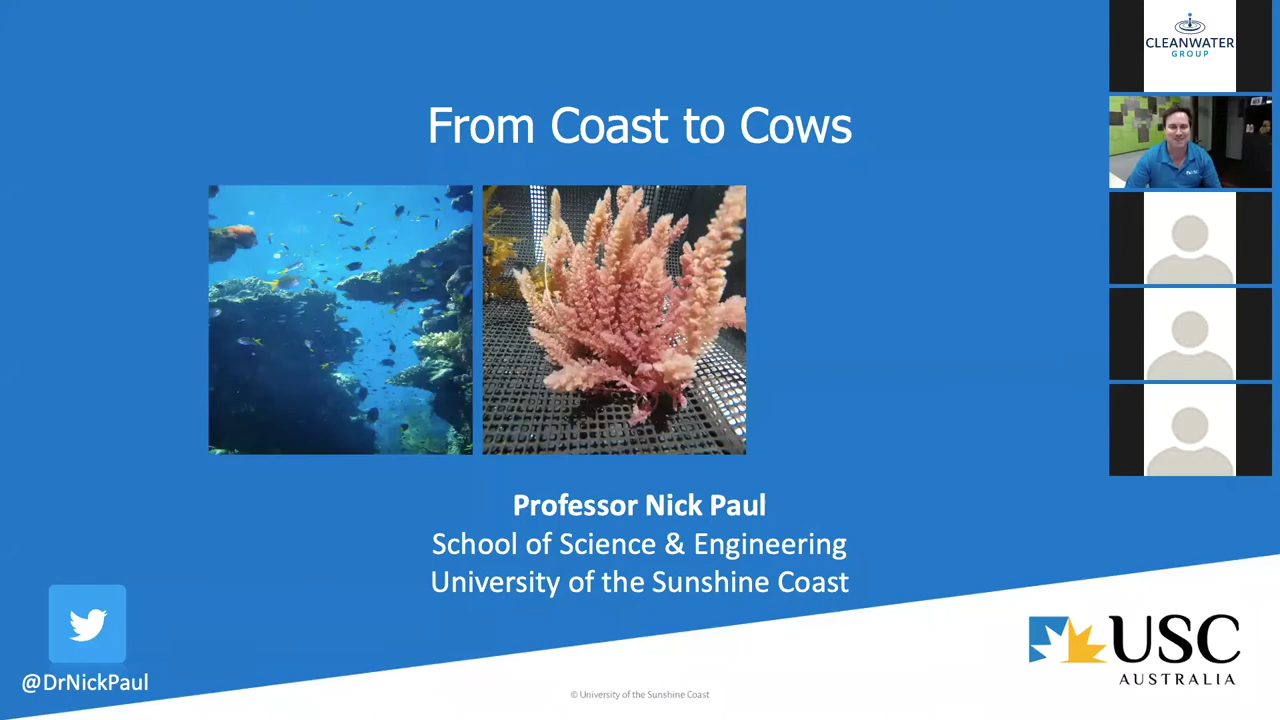 CLEANWATER
GROUP
From Coast to Cows
Professor Nick Paul
School of Science & Engineering
University of the Sunshine Coast
@DrNickPaul
USC
AUSTRALIA
© University of the Sunshine Coast